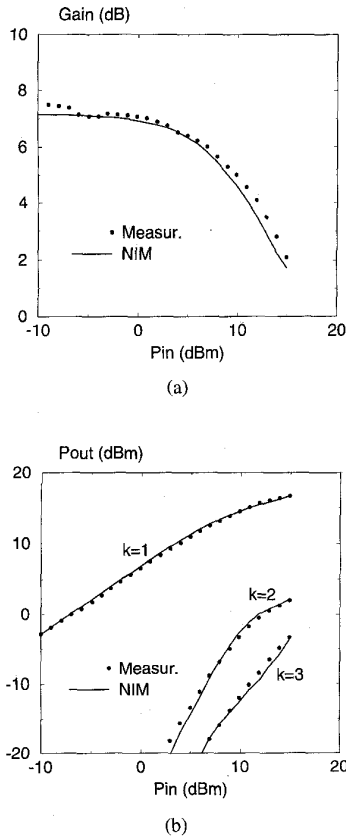 Gain (dB)
10
8
6
4
2
0
Measur.
NIM
-10 0 10 20
Pin (dBm)
(a)
Pout (dBm)
20
10
0
-10
-20
k=1
k=2
k=3
Measur.
NIM
-10 0 10 20
Pin (dBm)
(b)